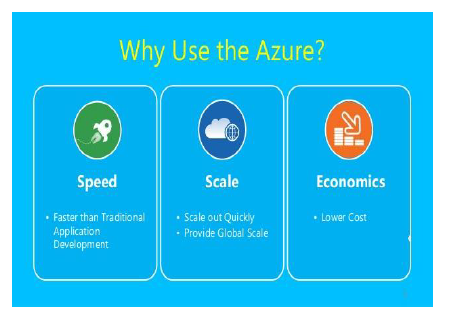 Why Use the Azure?
Speed
• Faster than Traditional
Application
Development
Scale
• Scale out Quickly
• Provide Global Scale
Economics
• Lower Cost